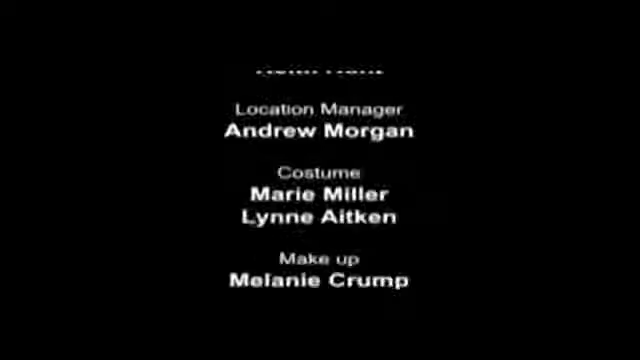 Location Manager
Andrew Morgan
Costume
Marie Miller
Lynne Aitken
Make up
Melanie Crump